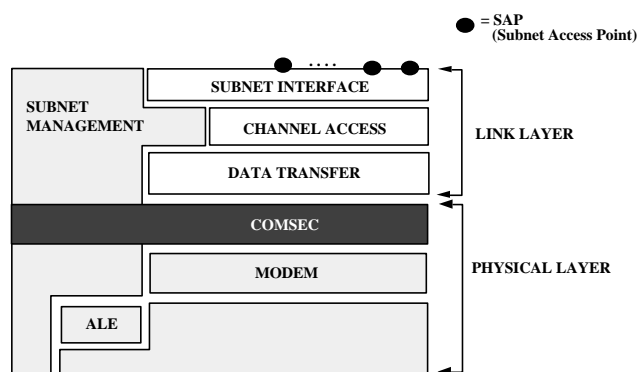 = SAP
(Subnet Access Point)
....
SUBNET INTERFACE
SUBNET
MANAGEMENT
CHANNEL ACCESS
LINK LAYER
DATA TRANSFER
COMSEC
MODEM
PHYSICAL LAYER
ALE